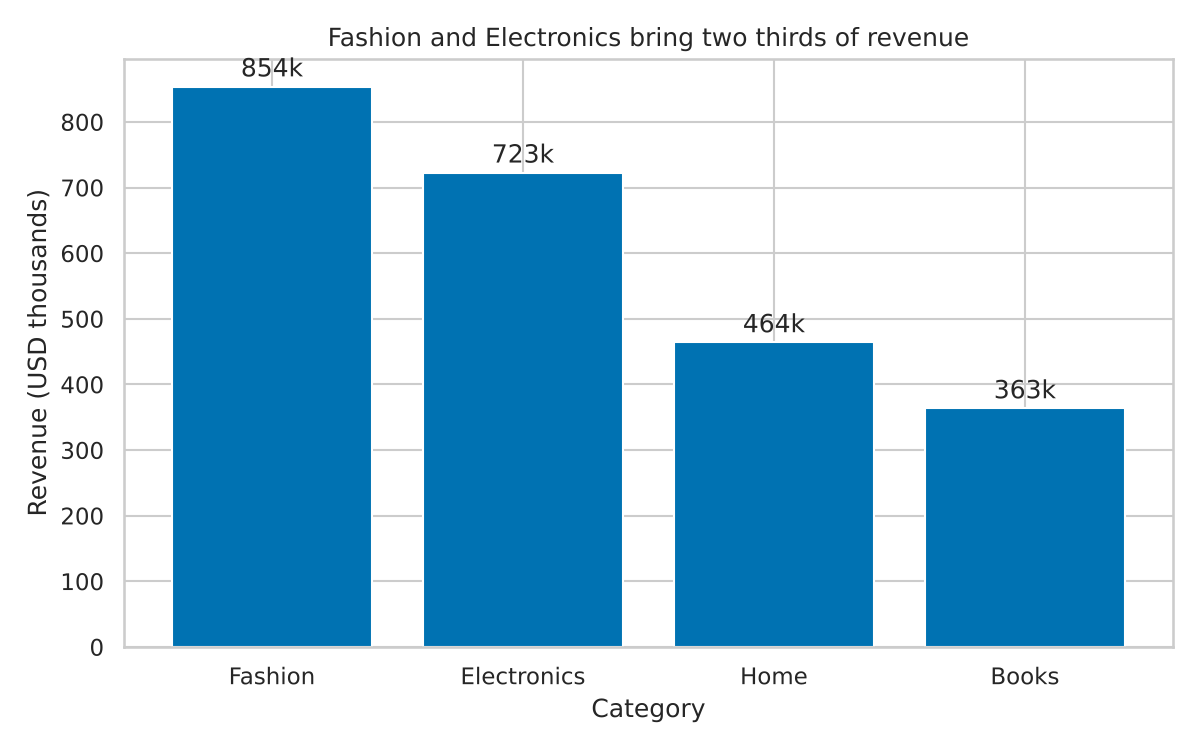 Fashion and Electronics bring two thirds of revenue
854k
723k
464k
363k
800
700
600
500
400
300
200
100
0
Revenue (USD thousands)
Fashion
Electronics
Home
Books
Category